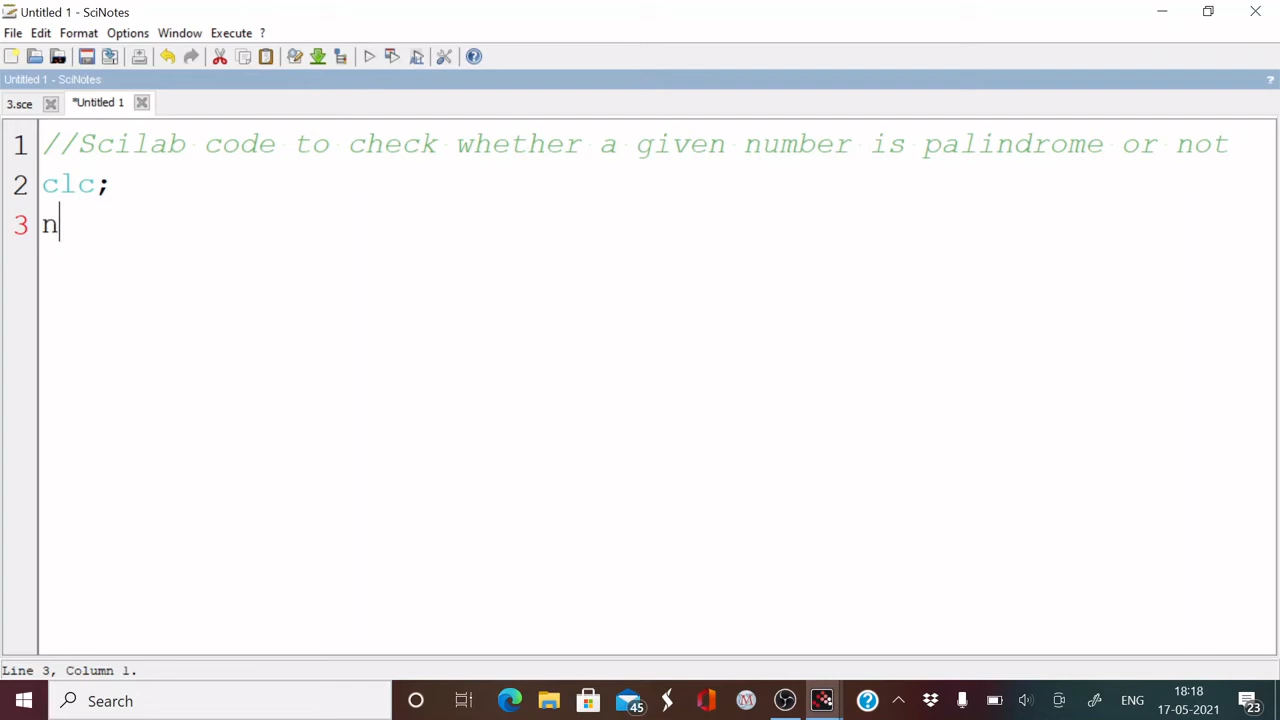 Untitled 1 - SciNotes
File Edit Format Options Window Execute ?
Untitled 1 - SciNotes
?
3.sce *Untitled 1
1 //Scilab code to check whether a given number is palindrome or not
2 clc;
3 n
Line 3, Column 1.
Search
45
ENG
18:18
17-05-2021
23